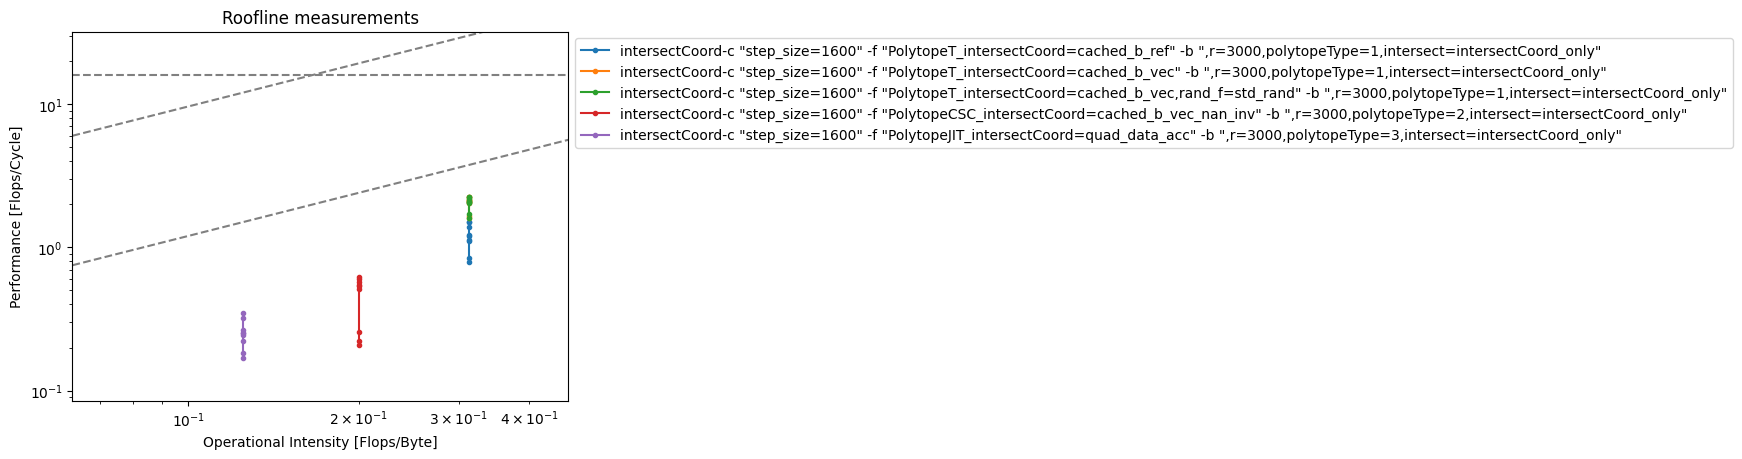 Roofline measurements
Performance [Flops/Cycle]
10^1
10^0
10^-1
10^-1
2 × 10^-1
3 × 10^-1
4 × 10^-1
Operational Intensity [Flops/Byte]
intersectCoord-c "step_size=1600" -f "PolytopeT_intersectCoord=cached_b_ref" -b ",r=3000,polytopeType=1,intersect=intersectCoord_only"
intersectCoord-c "step_size=1600" -f "PolytopeT_intersectCoord=cached_b_vec" -b ",r=3000,polytopeType=1,intersect=intersectCoord_only"
intersectCoord-c "step_size=1600" -f "PolytopeT_intersectCoord=cached_b_vec,rand_f=std_rand" -b ",r=3000,polytopeType=1,intersect=intersectCoord_only"
intersectCoord-c "step_size=1600" -f "PolytopeCSC_intersectCoord=cached_b_vec_nan_inv" -b ",r=3000,polytopeType=2,intersect=intersectCoord_only"
intersectCoord-c "step_size=1600" -f "PolytopeJIT_intersectCoord=quad_data_acc" -b ",r=3000,polytopeType=3,intersect=intersectCoord_only"